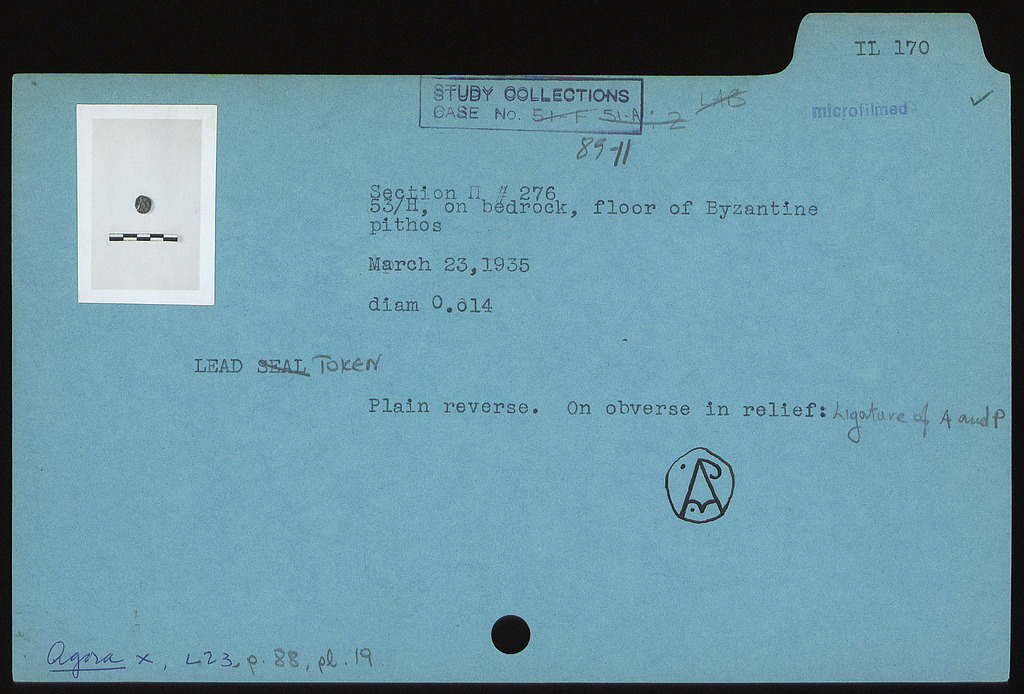 IL 170
STUDY COLLECTIONS
CASE No. 51-F 51-A : 2
LAB
microfilmed
89-11
Section Π # 276
53/H, on bedrock, floor of Byzantine
pithos
March 23,1935
diam 0.014
LEAD SEAL TOKEN
Plain reverse. On obverse in relief: Ligature of A and P
Agora X, L23, p. 88, pl. 19.